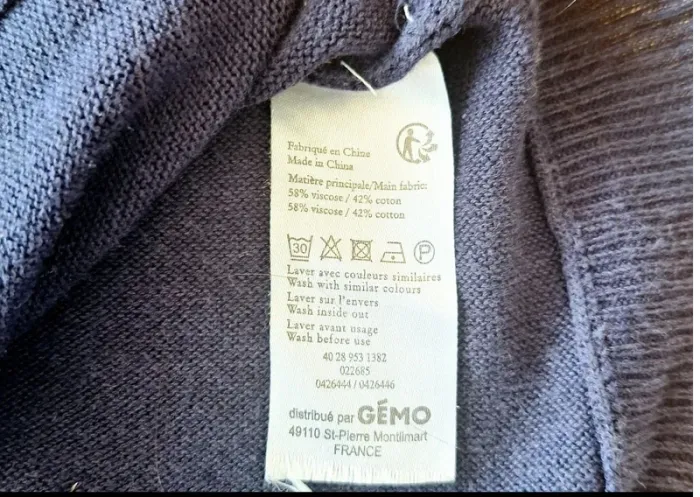 Fabriqué en China
Made in China
Matière principale/Main fabric:
58% viscose / 42% coton
58% viscose / 42% cotton
30 P
Laver avec couleurs similaires
Wash with similar colours
Laver sur l'envers
Wash inside out
Laver avant usage
Wash before use
40 28 953 1382
022685
0426444 / 0426446
distribué par GÉMO
49110 St-Pierre Montlimart
FRANCE